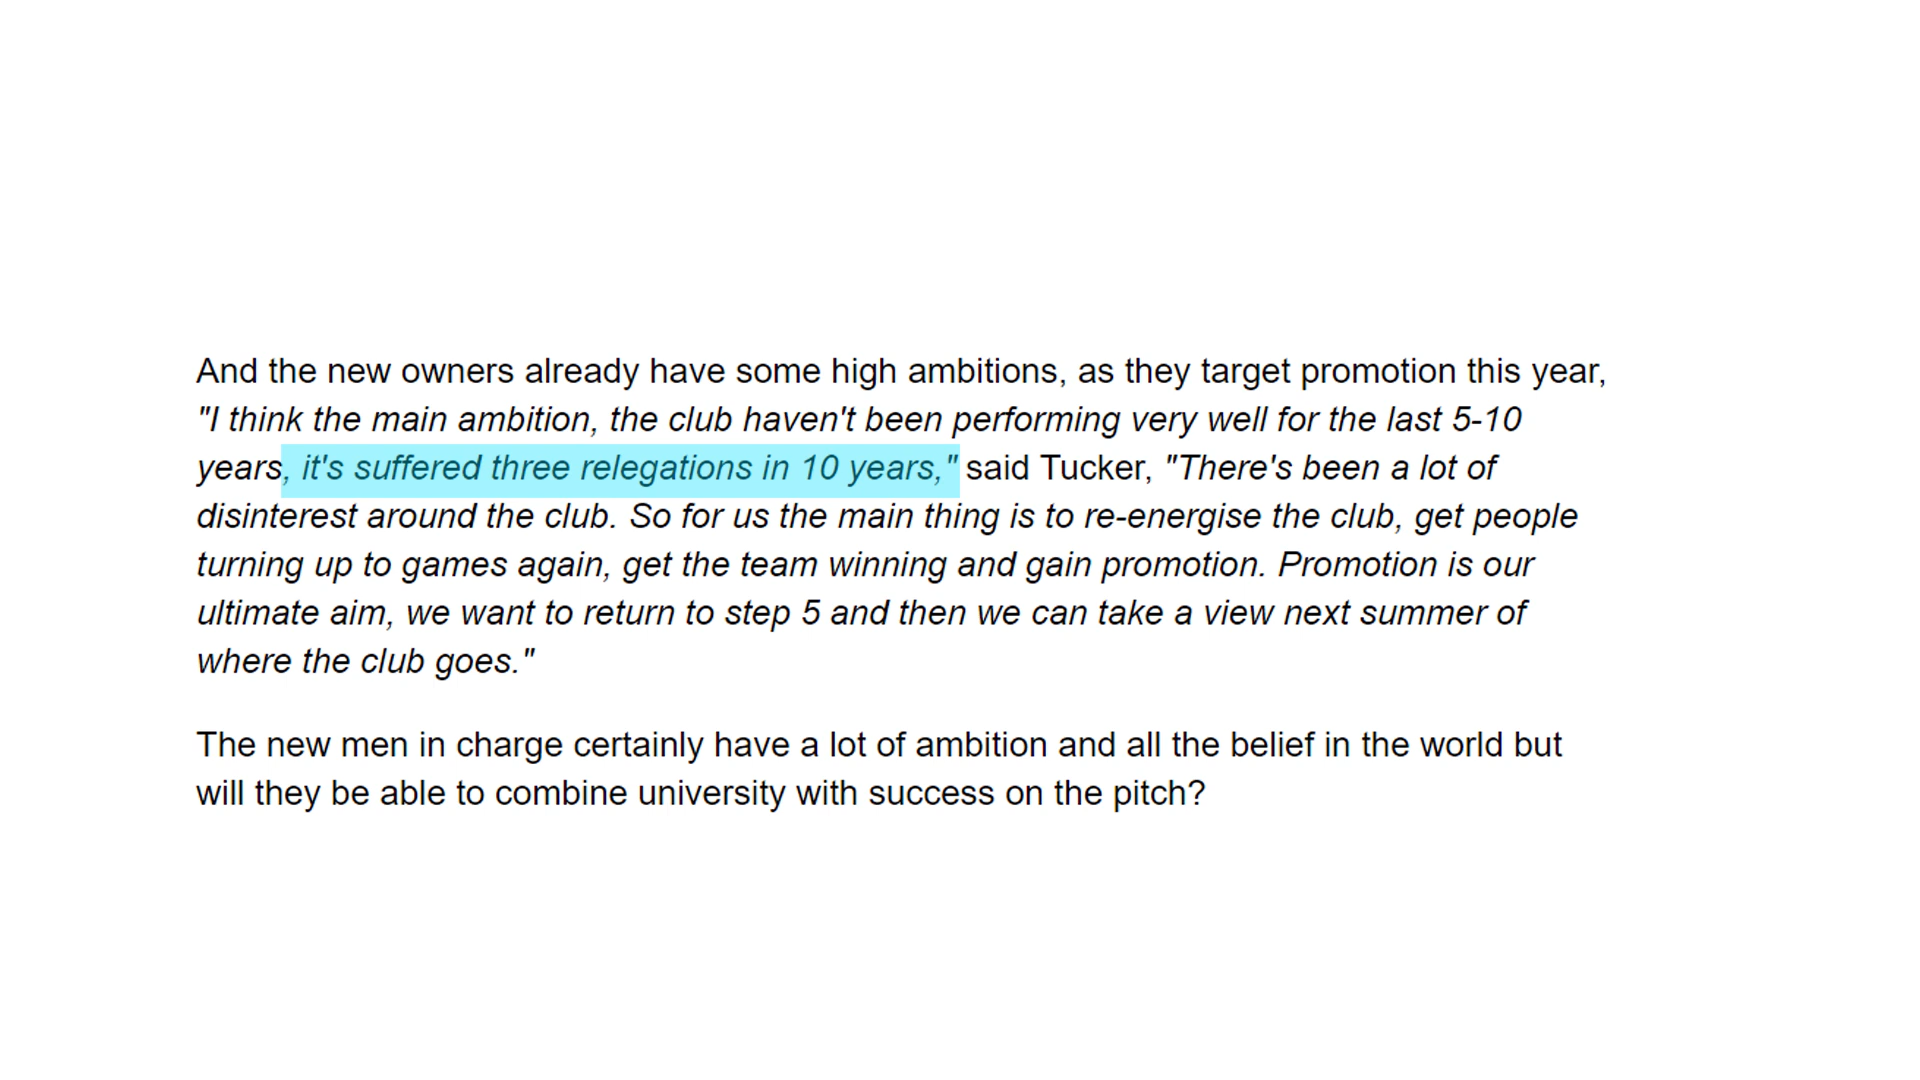 And the new owners already have some high ambitions, as they target promotion this year,
"I think the main ambition, the club haven't been performing very well for the last 5-10
years, it's suffered three relegations in 10 years," said Tucker, "There's been a lot of
disinterest around the club. So for us the main thing is to re-energise the club, get people
turning up to games again, get the team winning and gain promotion. Promotion is our
ultimate aim, we want to return to step 5 and then we can take a view next summer of
where the club goes."
The new men in charge certainly have a lot of ambition and all the belief in the world but
will they be able to combine university with success on the pitch?